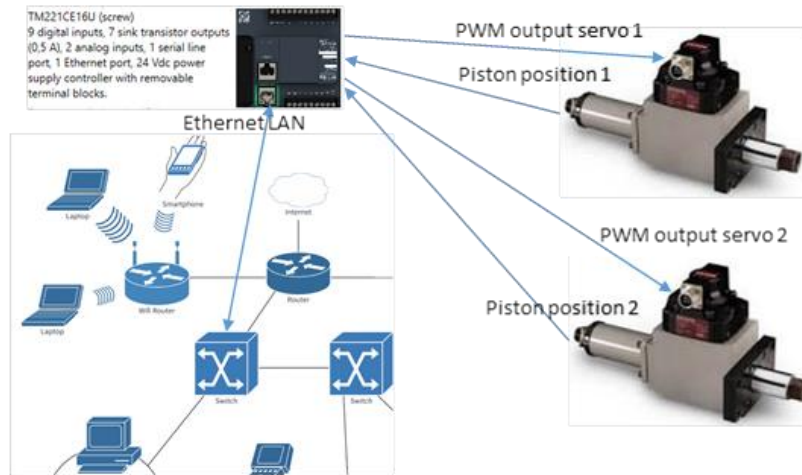 TM221CE16U (screw)
9 digital inputs, 7 sink transistor outputs
(0,5 A), 2 analog inputs, 1 serial line
port, 1 Ethernet port, 24 Vdc power
supply controller with removable
terminal blocks.
PWM output servo 1
Piston position 1
Ethernet LAN
Laptop
Smartphone
Internet
Wifi Router
Router
Laptop
Switch
Switch
PWM output servo 2
Piston position 2